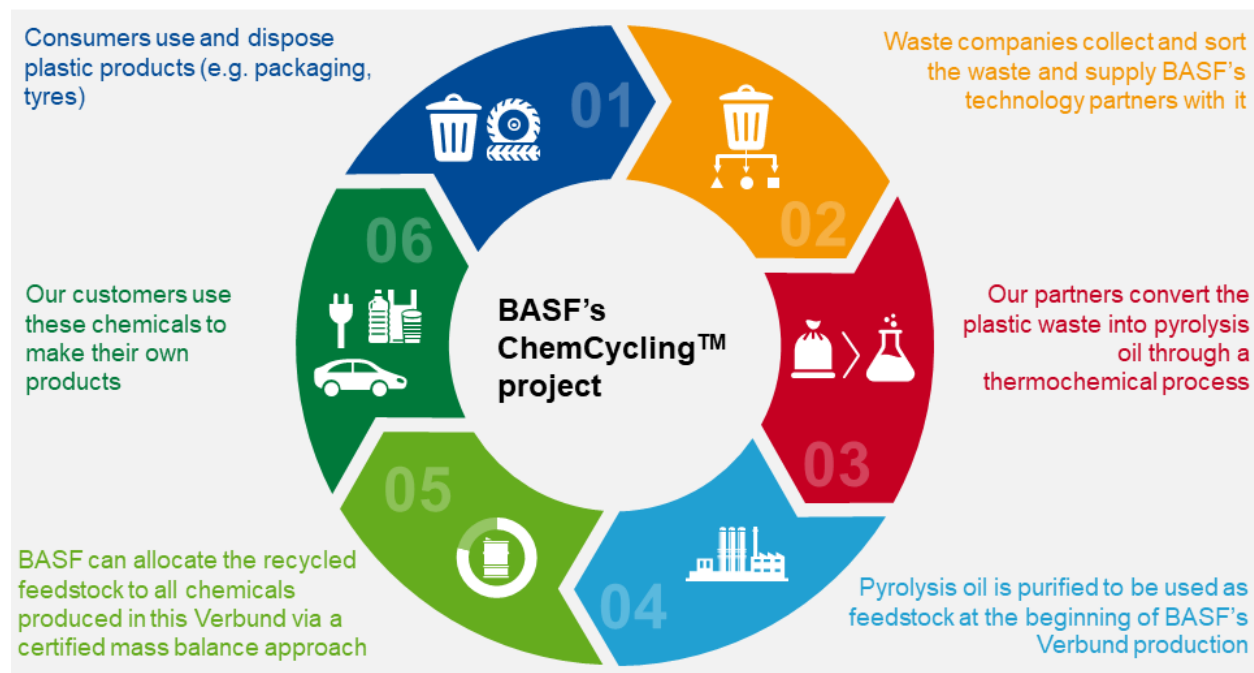 Consumers use and dispose
plastic products (e.g. packaging,
tyres)
01
Waste companies collect and sort
the waste and supply BASF's
technology partners with it
02
Our partners convert the
plastic waste into pyrolysis
oil through a
thermochemical process
03
Pyrolysis oil is purified to be used as
feedstock at the beginning of BASF's
Verbund production
04
BASF can allocate the recycled
feedstock to all chemicals
produced in this Verbund via a
certified mass balance approach
05
Our customers use
these chemicals to
make their own
products
06
BASF's
ChemCycling™
project